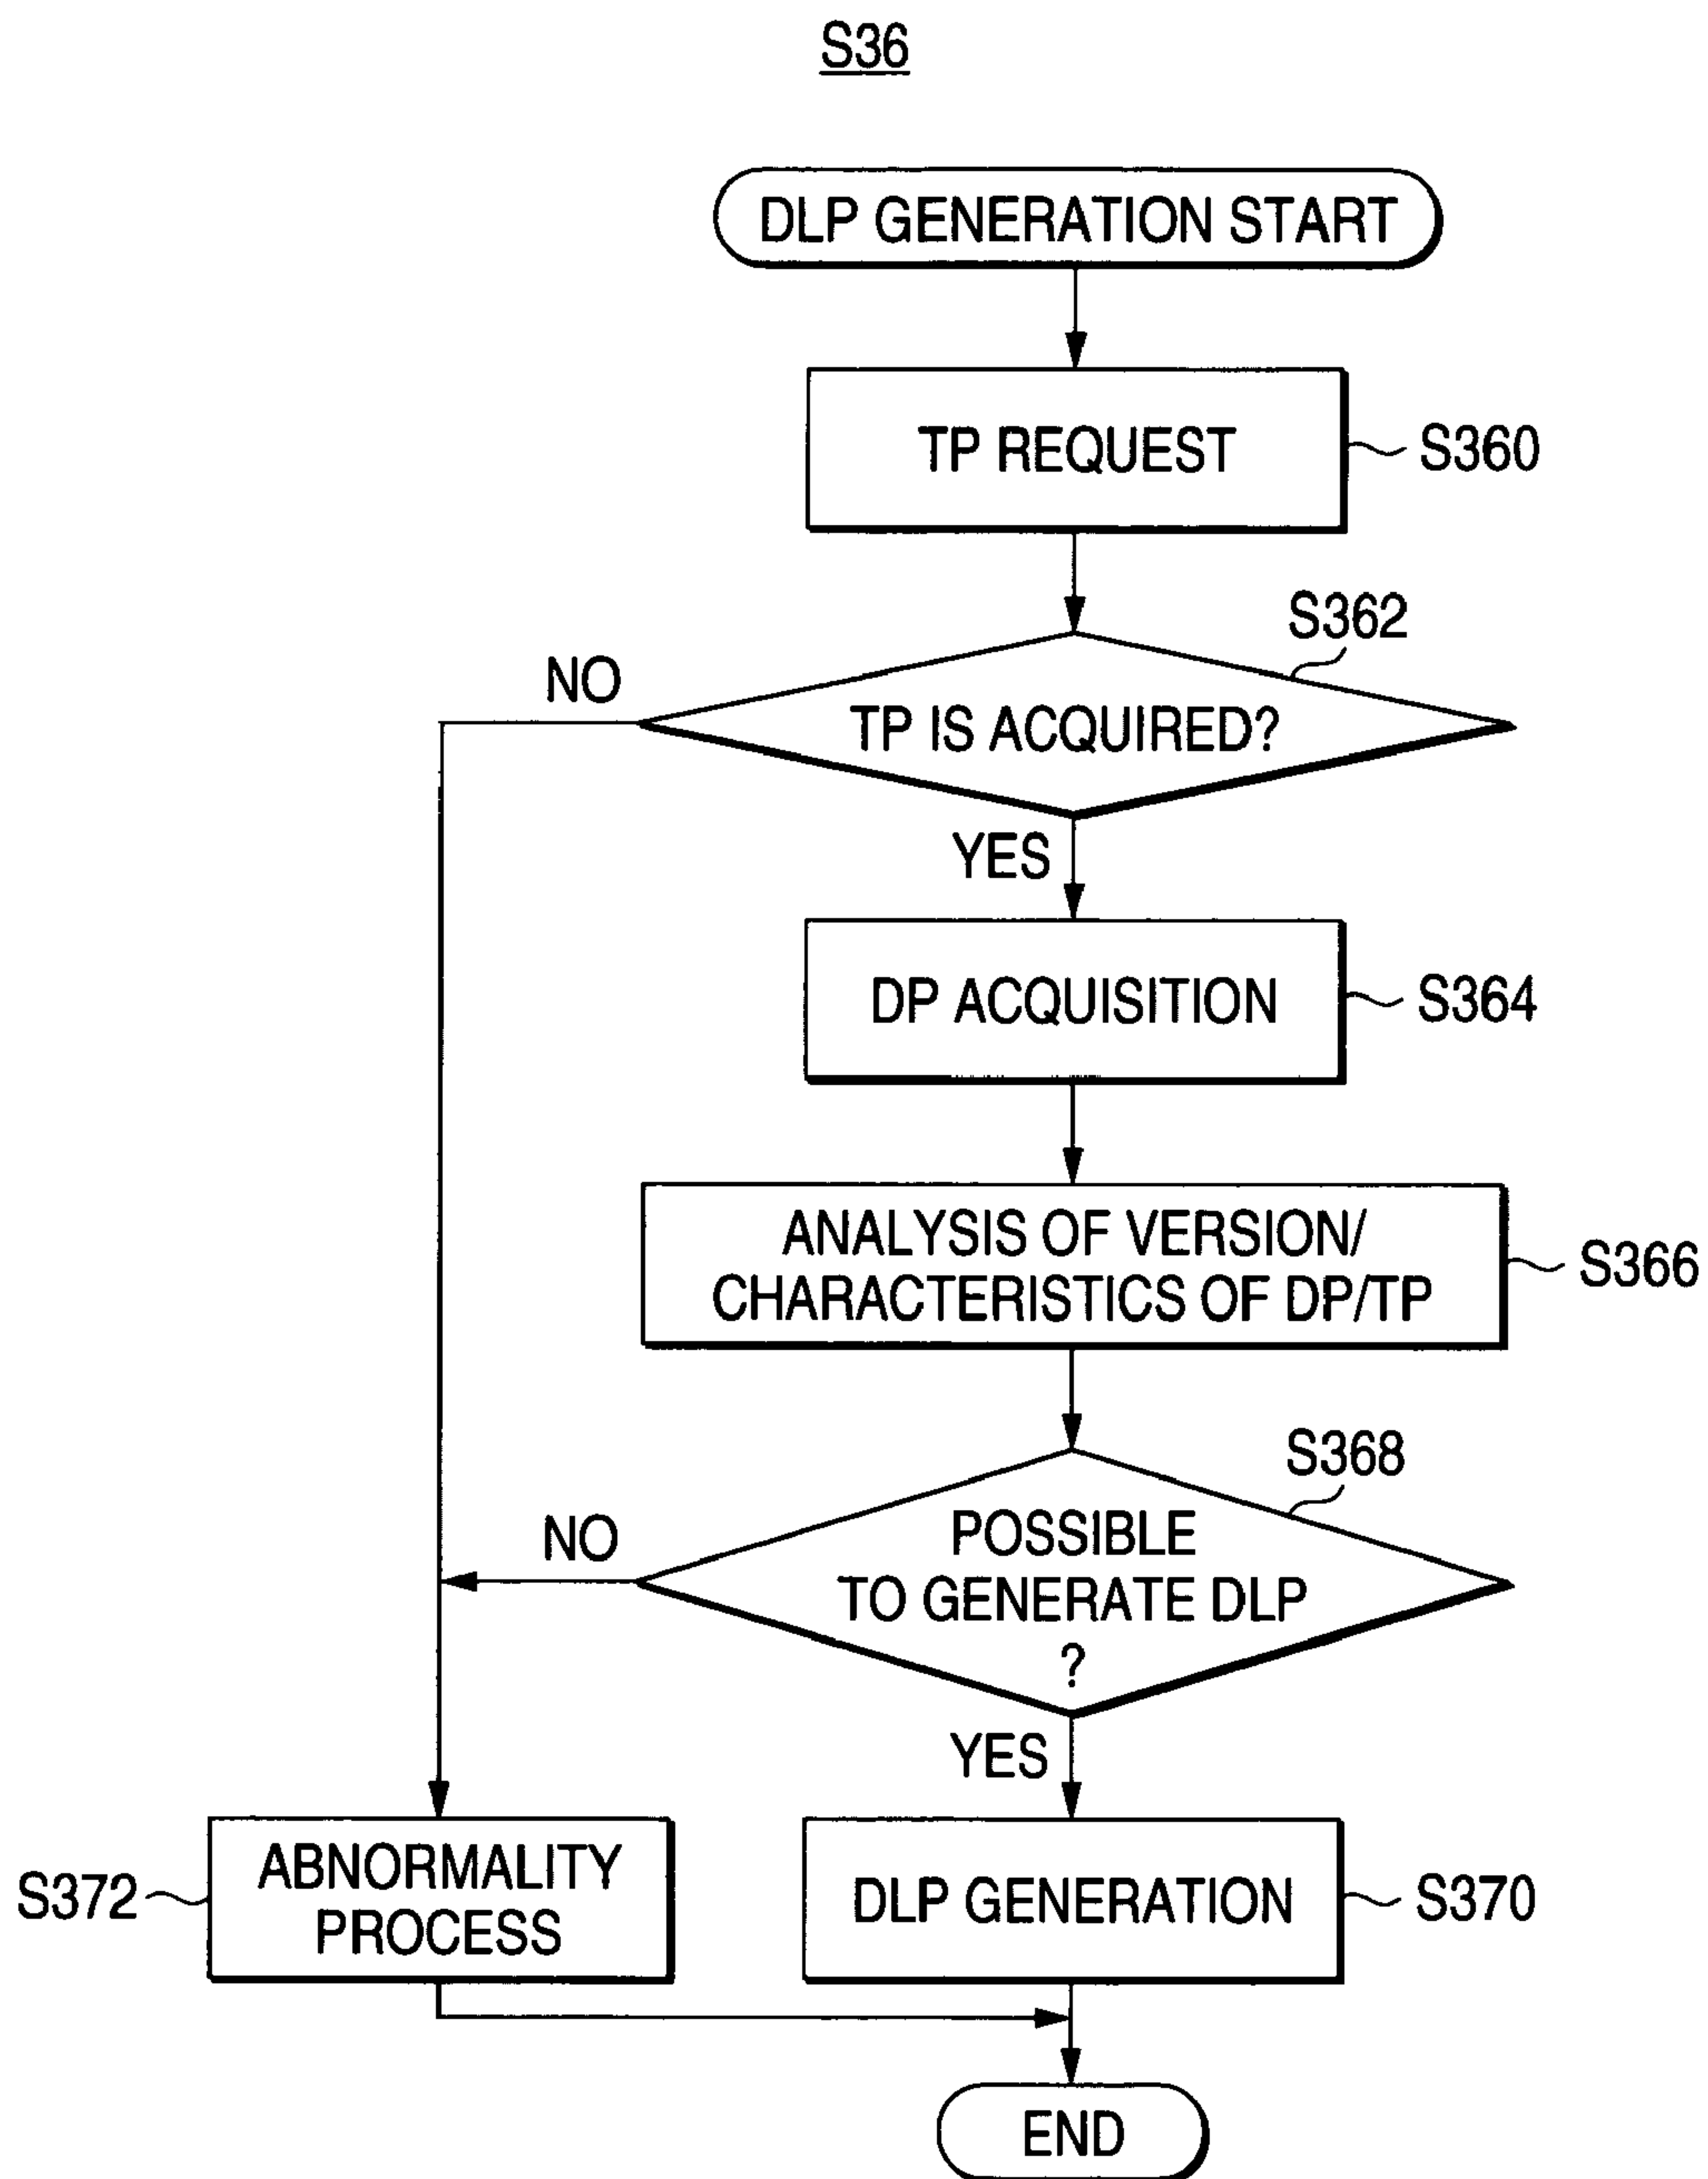 S36
DLP GENERATION START
TP REQUEST
S360
S362
NO
TP IS ACQUIRED?
YES
DP ACQUISITION
S364
ANALYSIS OF VERSION/
CHARACTERISTICS OF DP/TP
S366
S368
NO
POSSIBLE
TO GENERATE DLP
?
YES
S372
ABNORMALITY
PROCESS
DLP GENERATION
S370
END